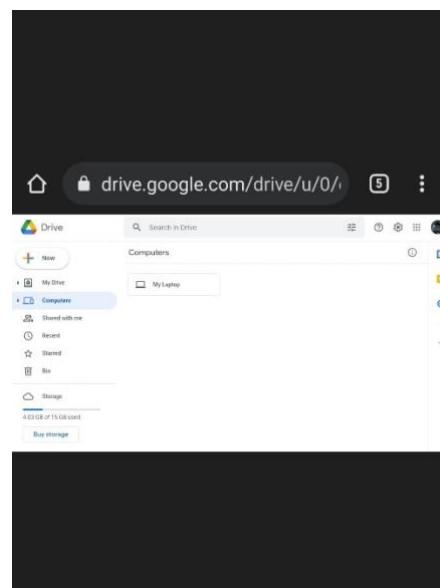 drive.google.com/drive/u/0/
5
Drive
Search in Drive
New
Computers
My Drive
My Laptop
Computers
Shared with me
Recent
Starred
Bin
Storage
4.03 GB of 15 GB used
Buy storage